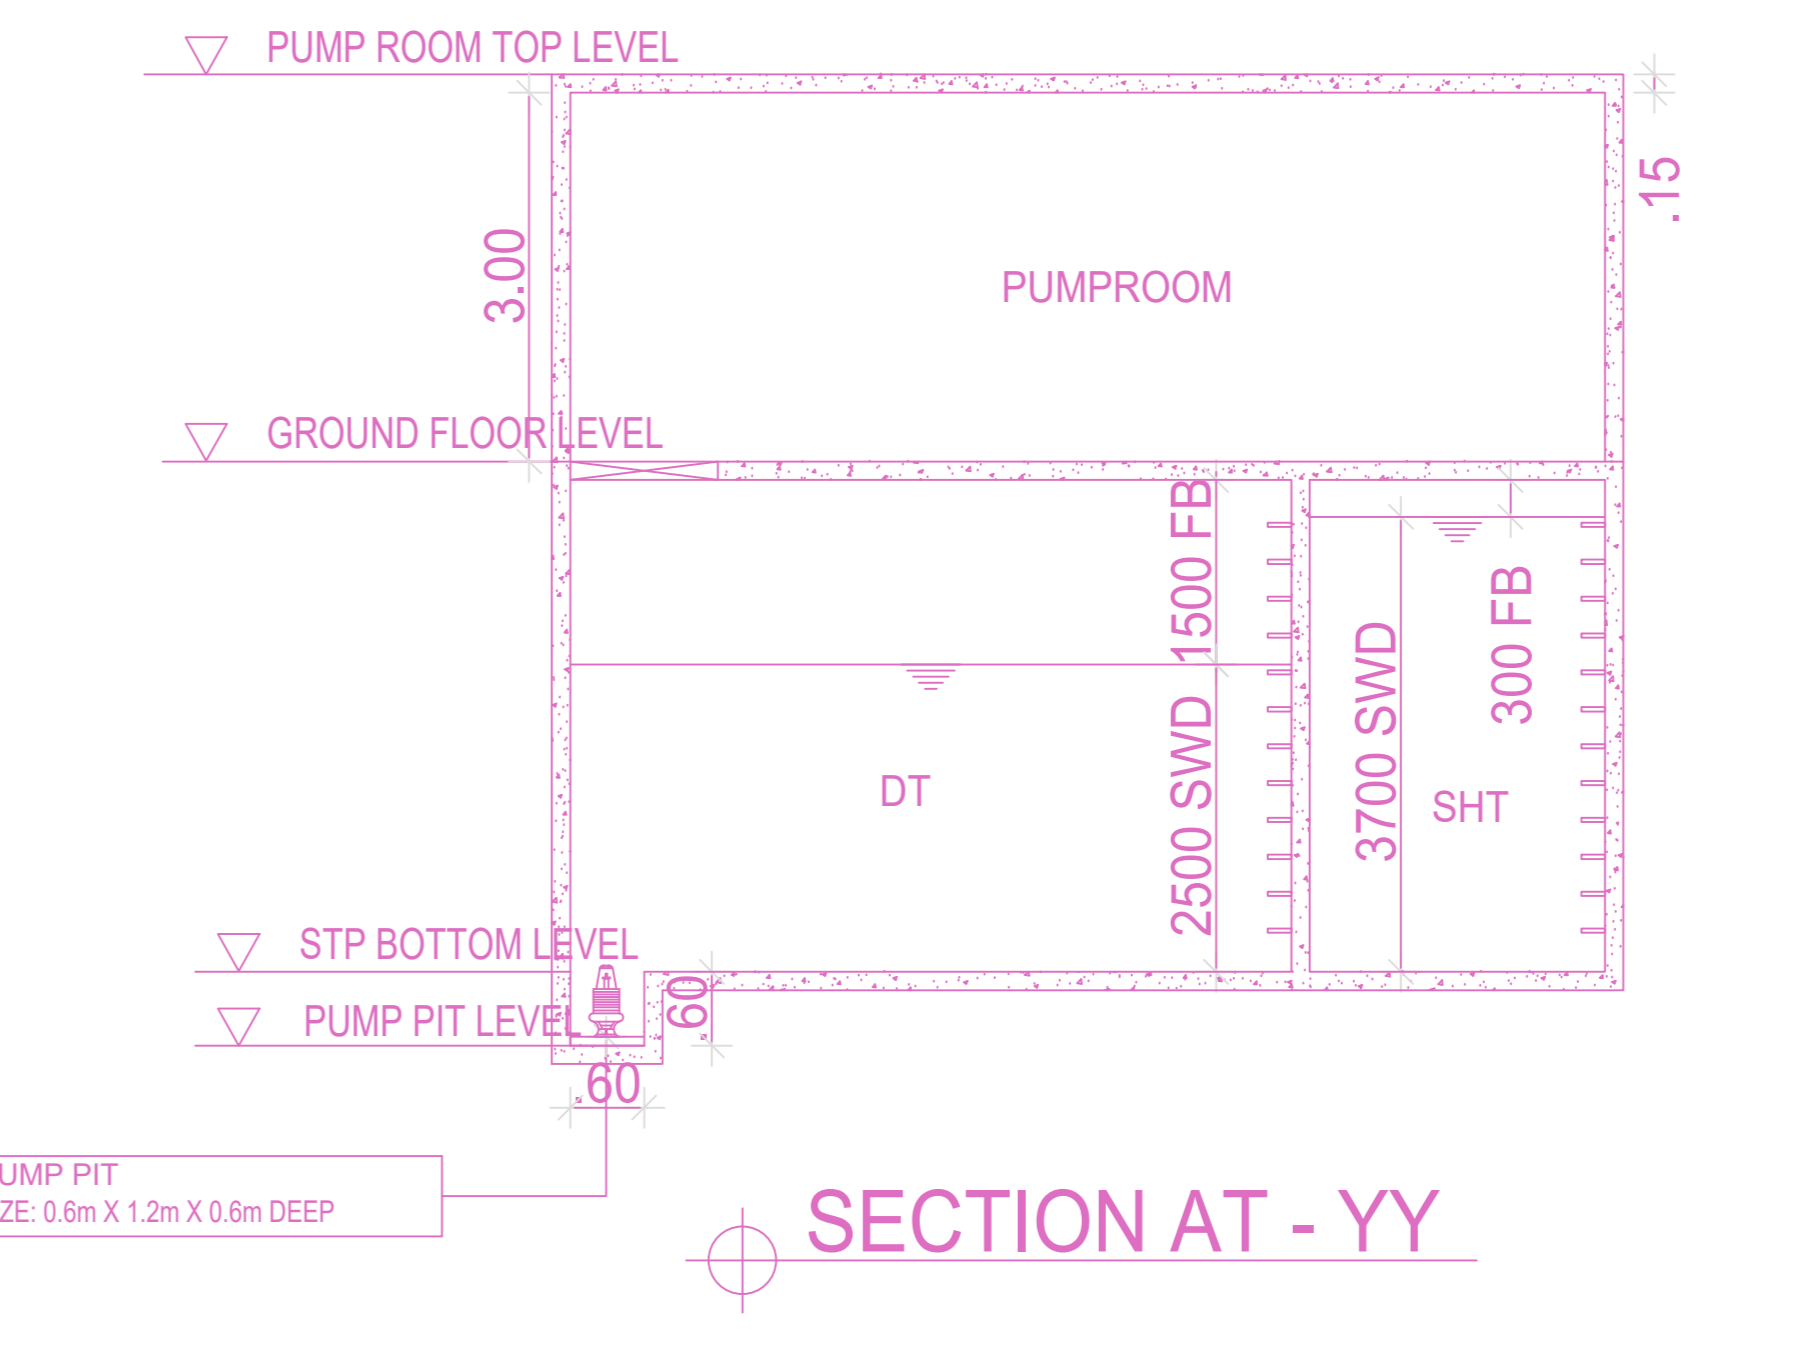 PUMP ROOM TOP LEVEL
.15
3.00
PUMPROOM
GROUND FLOOR LEVEL
1500 FB
300 FB
3700 SWD
2500 SWD
DT
SHT
STP BOTTOM LEVEL
.60
PUMP PIT LEVEL
.60
UMP PIT
ZE: 0.6m X 1.2m X 0.6m DEEP
SECTION AT - YY